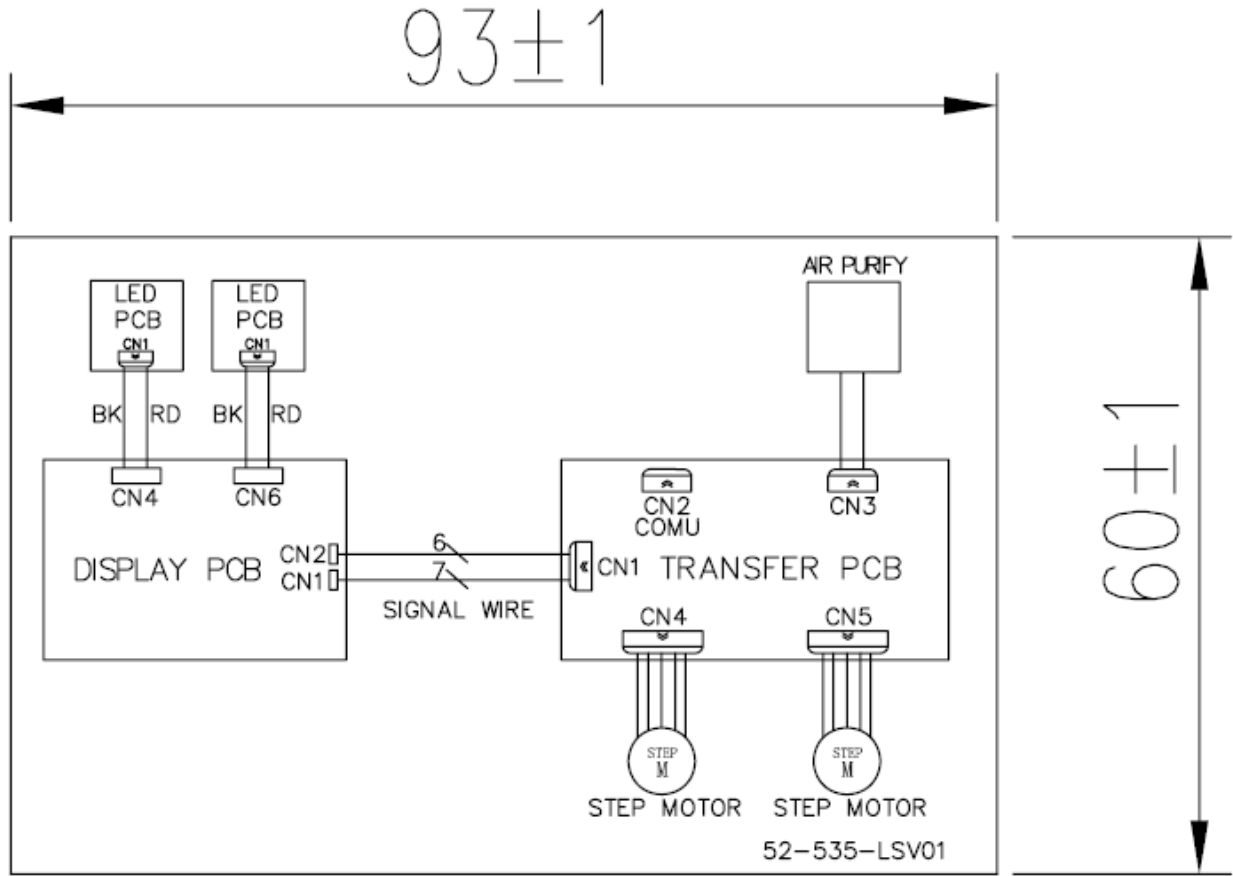 93±1
AIR PURIFY
LED
PCB
CN1
LED
PCB
CN1
BK
RD
BK
RD
60±1
CN4
CN6
CN2
COMU
CN3
DISPLAY PCB
CN2
CN1
6
7
SIGNAL WIRE
CN1
TRANSFER PCB
CN4
CN5
STEP
M
STEP
M
STEP MOTOR
STEP MOTOR
52-535-LSV01